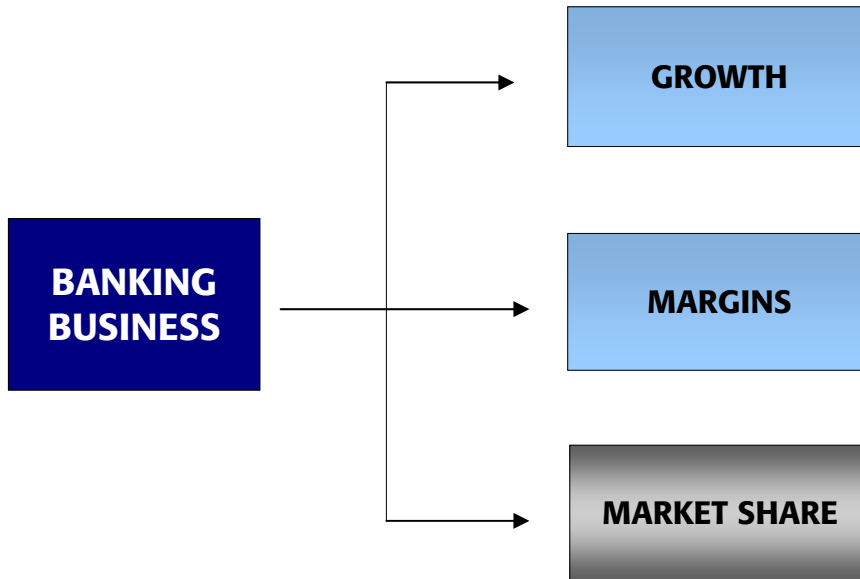 GROWTH
BANKING
BUSINESS
MARGINS
MARKET SHARE